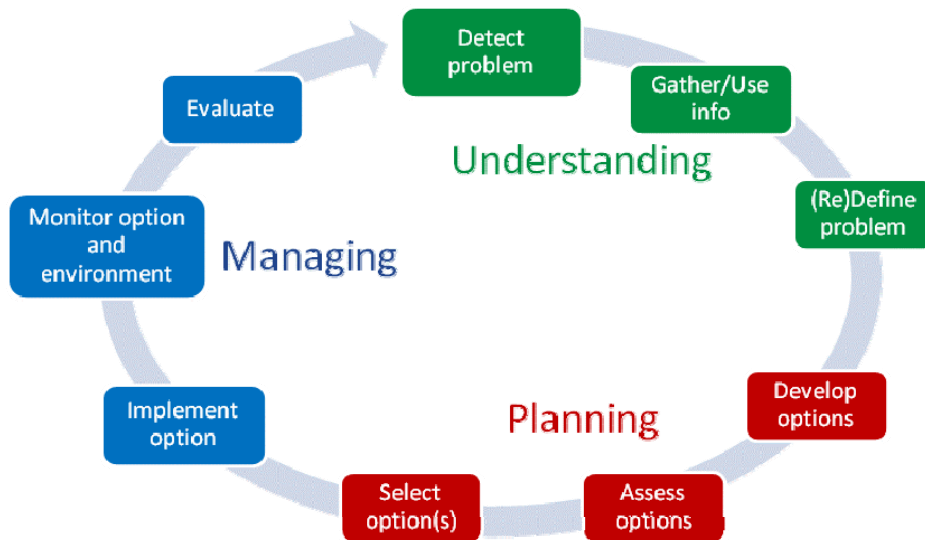 Detect
problem
Gather/Use
info
Understanding
(Re)Define
problem
Develop
options
Planning
Assess
options
Select
option(s)
Implement
option
Managing
Monitor option
and
environment
Evaluate